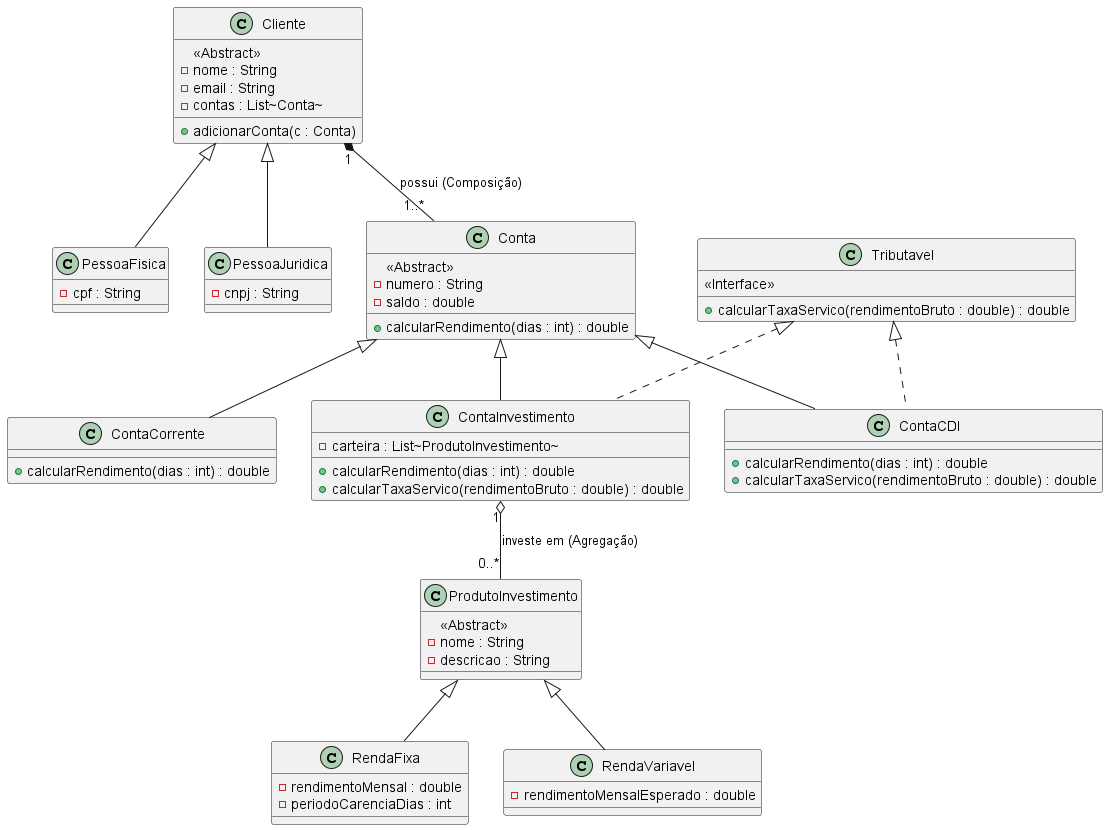 C Cliente
«Abstract»
nome : String
email : String
contas : List~Conta~
adicionarConta(c : Conta)
1
possui (Composição)
1..*
C PessoaFisica
cpf : String
C PessoaJuridica
cnpj : String
C Conta
«Abstract»
numero : String
saldo : double
calcularRendimento(dias : int) : double
C Tributavel
«Interface»
calcularTaxaServico(rendimentoBruto : double) : double
C ContaCorrente
calcularRendimento(dias : int) : double
C ContaInvestimento
carteira : List~ProdutoInvestimento~
calcularRendimento(dias : int) : double
calcularTaxaServico(rendimentoBruto : double) : double
C ContaCDI
calcularRendimento(dias : int) : double
calcularTaxaServico(rendimentoBruto : double) : double
1
investe em (Agregação)
0..*
C ProdutoInvestimento
«Abstract»
nome : String
descricao : String
C RendaFixa
rendimentoMensal : double
periodoCarenciaDias : int
C RendaVariavel
rendimentoMensalEsperado : double